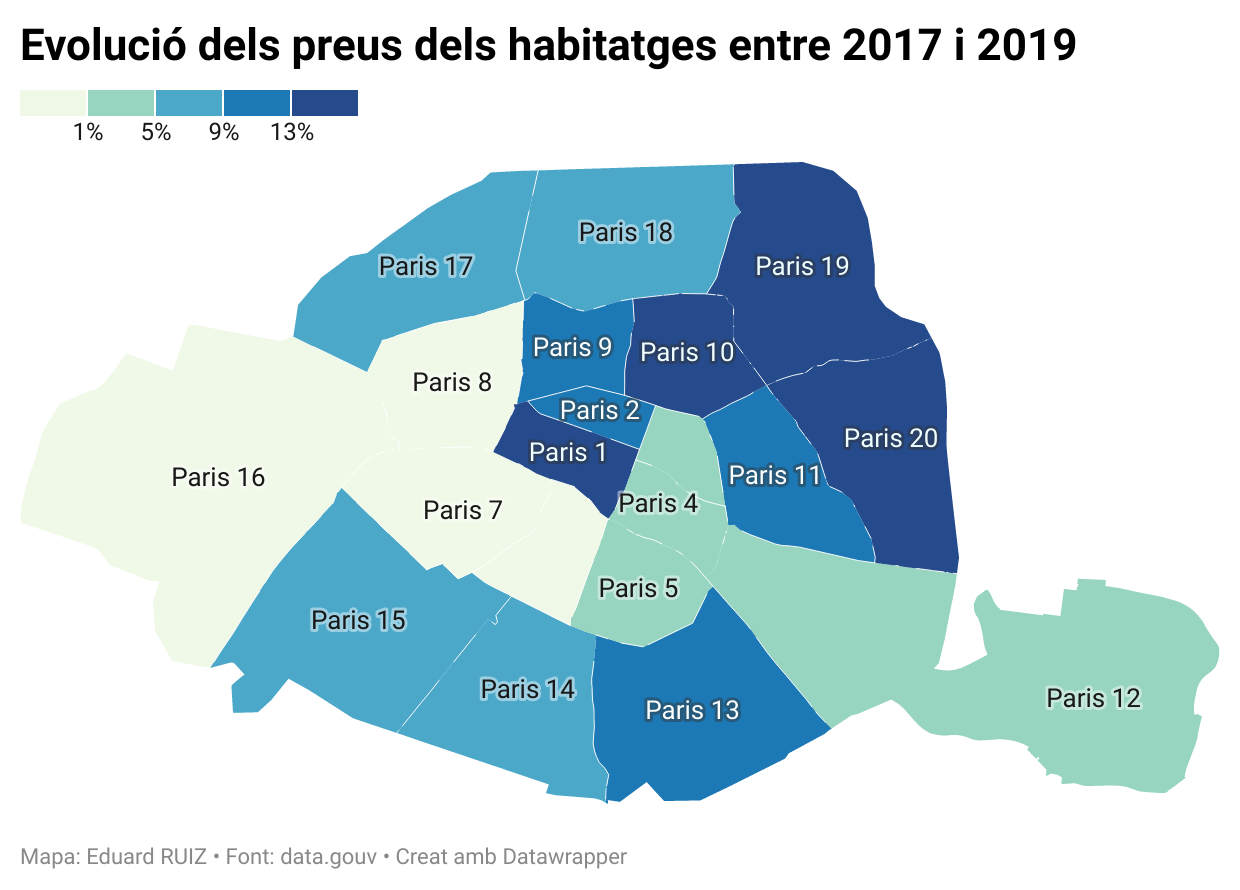 Evolució dels preus dels habitatges entre 2017 i 2019
1% 5% 9% 13%
Paris 18
Paris 17
Paris 19
Paris 9
Paris 10
Paris 8
Paris 2
Paris 20
Paris 1
Paris 16
Paris 11
Paris 4
Paris 7
Paris 5
Paris 15
Paris 14
Paris 12
Paris 13
Mapa: Eduard RUIZ • Font: data.gouv • Creat amb Datawrapper